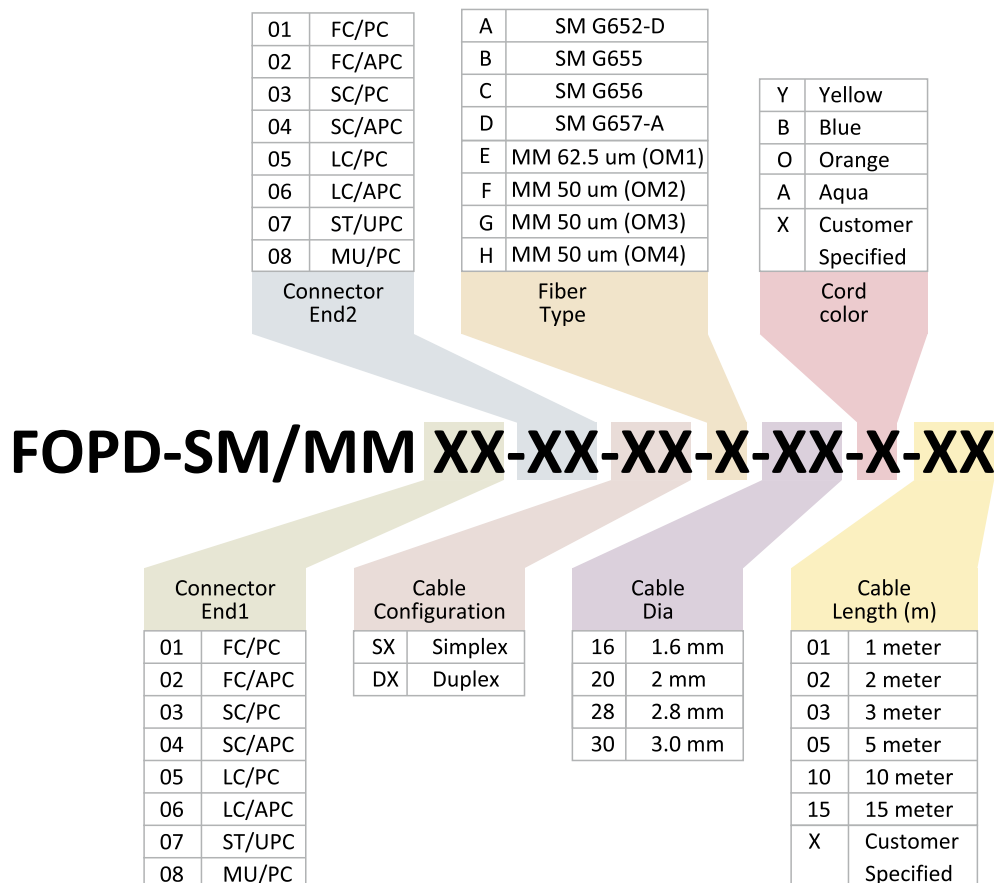 01 FC/PC
02 FC/APC
03 SC/PC
04 SC/APC
05 LC/PC
06 LC/APC
07 ST/UPC
08 MU/PC
Connector
End2
A SM G652-D
B SM G655
C SM G656
D SM G657-A
E MM 62.5 um (OM1)
F MM 50 um (OM2)
G MM 50 um (OM3)
H MM 50 um (OM4)
Fiber
Type
Y Yellow
B Blue
O Orange
A Aqua
X Customer
Specified
Cord
color
FOPD-SM/MM XX-XX-XX-X-XX-X-XX
Connector
End1
01 FC/PC
02 FC/APC
03 SC/PC
04 SC/APC
05 LC/PC
06 LC/APC
07 ST/UPC
08 MU/PC
Cable
Configuration
SX Simplex
DX Duplex
Cable
Dia
16 1.6 mm
20 2 mm
28 2.8 mm
30 3.0 mm
Cable
Length (m)
01 1 meter
02 2 meter
03 3 meter
05 5 meter
10 10 meter
15 15 meter
X Customer
Specified